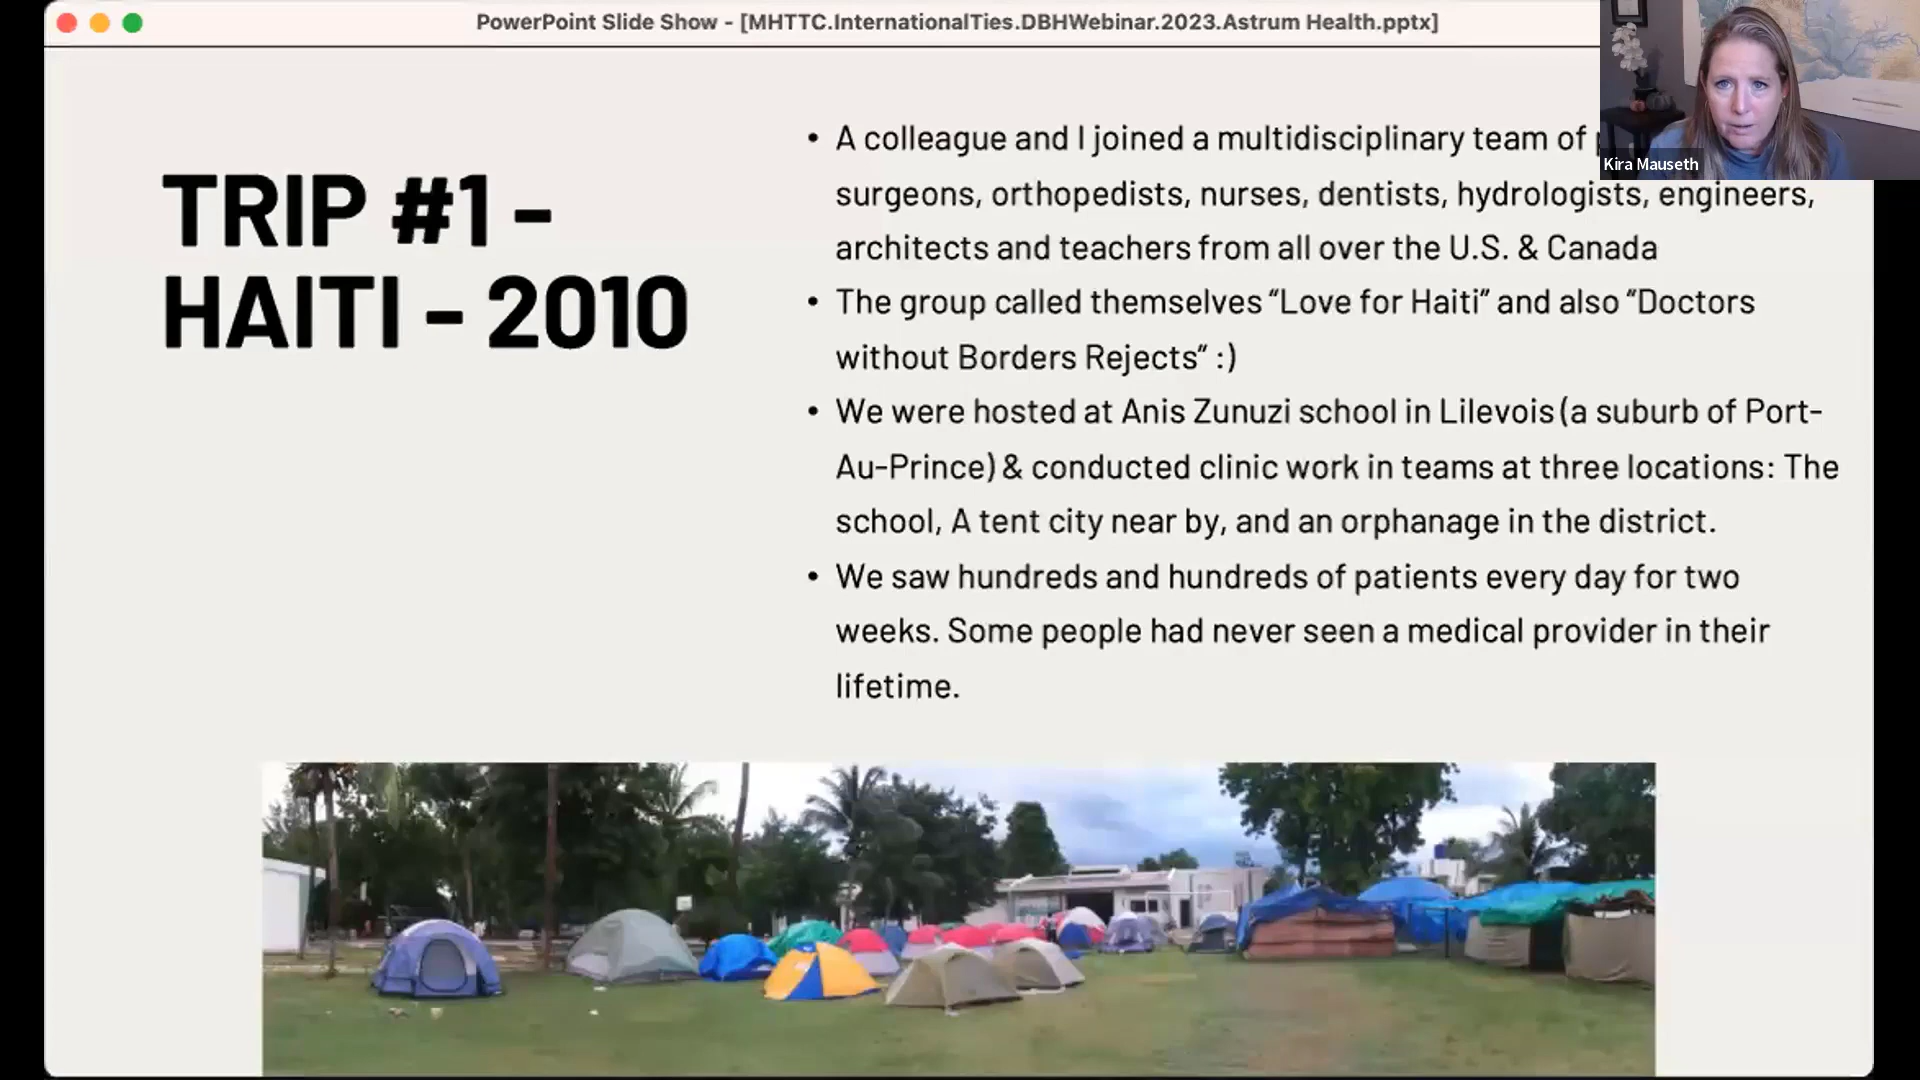 PowerPoint Slide Show - [MHTTC.InternationalTies.DBHWebinar.2023.Astrum Health.pptx]
Kira Mauseth
TRIP #1 -
HAITI - 2010
• A colleague and I joined a multidisciplinary team of
surgeons, orthopedists, nurses, dentists, hydrologists, engineers,
architects and teachers from all over the U.S. & Canada
• The group called themselves “Love for Haiti” and also “Doctors
without Borders Rejects” :)
• We were hosted at Anis Zunuzi school in Lilevois (a suburb of Port-
Au-Prince) & conducted clinic work in teams at three locations: The
school, A tent city near by, and an orphanage in the district.
• We saw hundreds and hundreds of patients every day for two
weeks. Some people had never seen a medical provider in their
lifetime.